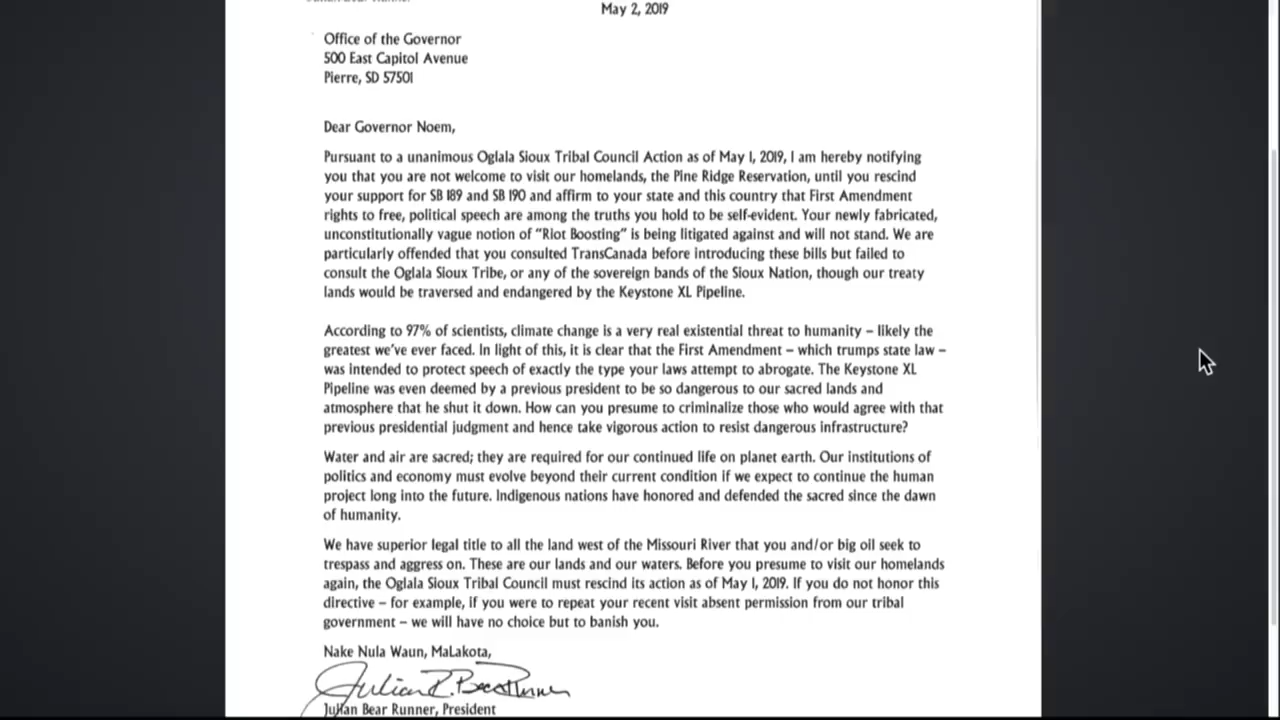 May 2, 2019
Office of the Governor
500 East Capitol Avenue
Pierre, SD 57501
Dear Governor Noem,
Pursuant to a unanimous Oglala Sioux Tribal Council Action as of May 1, 2019, I am hereby notifying
you that you are not welcome to visit our homelands, the Pine Ridge Reservation, until you rescind
your support for SB 189 and SB 190 and affirm to your state and this country that First Amendment
rights to free, political speech are among the truths you hold to be self-evident. Your newly fabricated,
unconstitutionally vague notion of “Riot Boosting” is being litigated against and will not stand. We are
particularly offended that you consulted TransCanada before introducing these bills but failed to
consult the Oglala Sioux Tribe, or any of the sovereign bands of the Sioux Nation, though our treaty
lands would be traversed and endangered by the Keystone XL Pipeline.
According to 97% of scientists, climate change is a very real existential threat to humanity – likely the
greatest we’ve ever faced. In light of this, it is clear that the First Amendment – which trumps state law –
was intended to protect speech of exactly the type your laws attempt to abrogate. The Keystone XL
Pipeline was even deemed by a previous president to be so dangerous to our sacred lands and
atmosphere that he shut it down. How can you presume to criminalize those who would agree with that
previous presidential judgment and hence take vigorous action to resist dangerous infrastructure?
Water and air are sacred; they are required for our continued life on planet earth. Our institutions of
politics and economy must evolve beyond their current condition if we expect to continue the human
project long into the future. Indigenous nations have honored and defended the sacred since the dawn
of humanity.
We have superior legal title to all the land west of the Missouri River that you and/or big oil seek to
trespass and aggress on. These are our lands and our waters. Before you presume to visit our homelands
again, the Oglala Sioux Tribal Council must rescind its action as of May 1, 2019. If you do not honor this
directive – for example, if you were to repeat your recent visit absent permission from our tribal
government – we will have no choice but to banish you.
Nake Nula Waun, MaLakota,
Julian R. Bear Runner
Julian Bear Runner, President